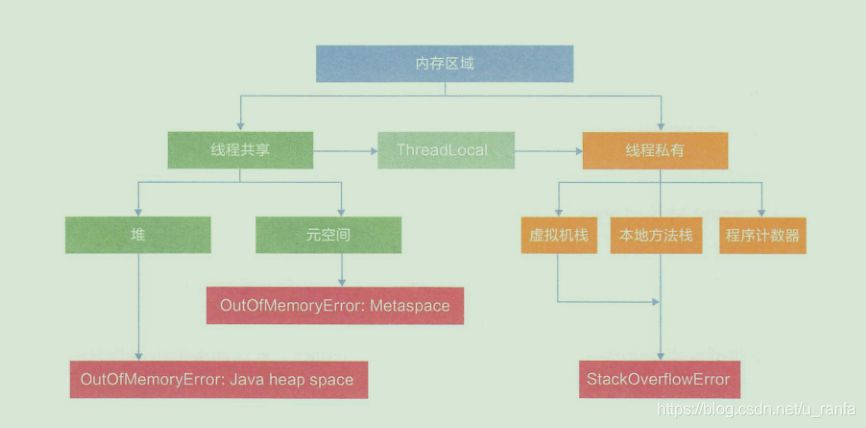 内存区域
线程共享
ThreadLocal
线程私有
堆
元空间
虚拟机栈
本地方法栈
程序计数器
OutOfMemoryError: Metaspace
OutOfMemoryError: Java heap space
StackOverflowError
https://blog.csdn.net/u_ranfa